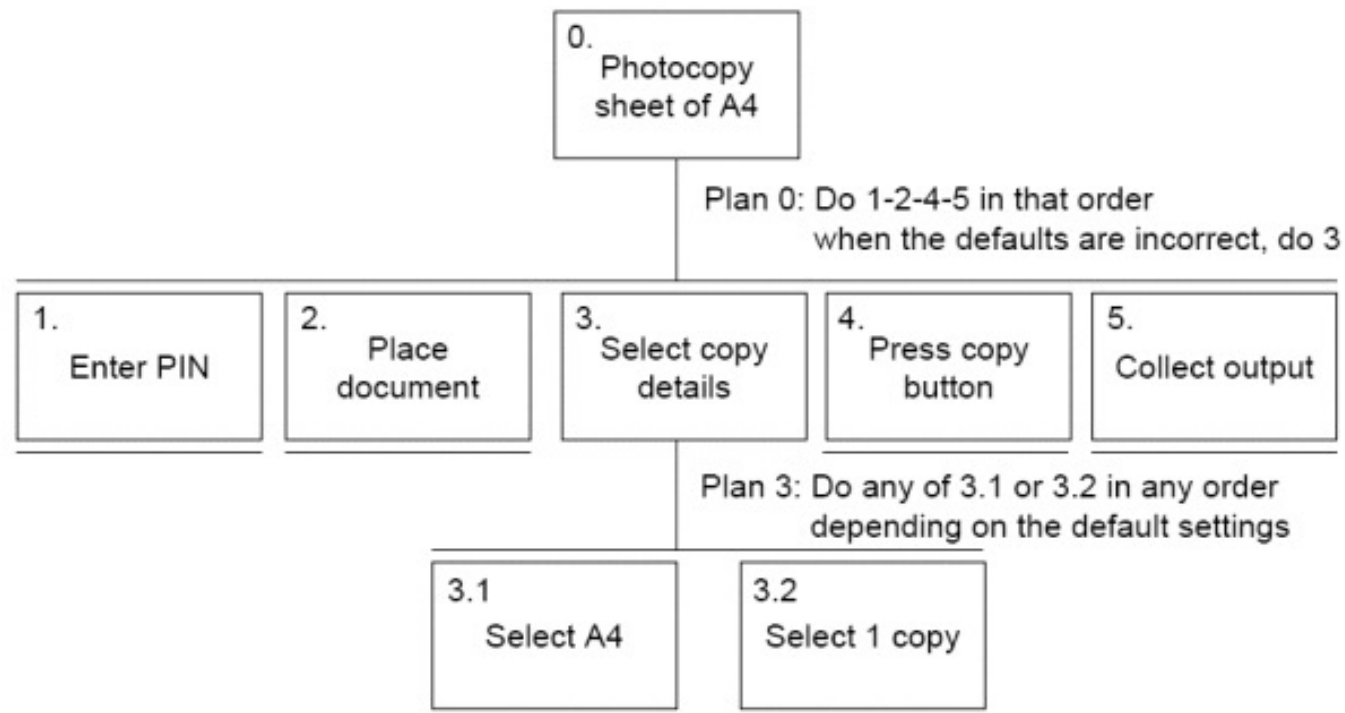 0.
Photocopy
sheet of A4
Plan 0: Do 1-2-4-5 in that order
when the defaults are incorrect, do 3
1.
Enter PIN
2.
Place
document
3.
Select copy
details
4.
Press copy
button
5.
Collect output
Plan 3: Do any of 3.1 or 3.2 in any order
depending on the default settings
3.1
Select A4
3.2
Select 1 copy